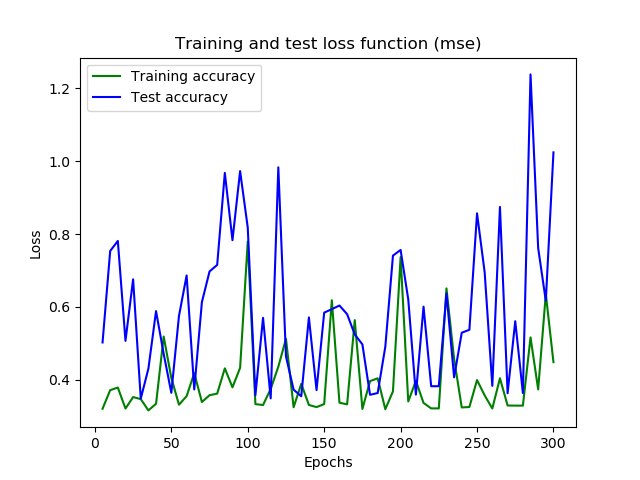 Training and test loss function (mse)
Training accuracy
Test accuracy
1.2
1.0
0.8
0.6
0.4
Loss
0 50 100 150 200 250 300
Epochs